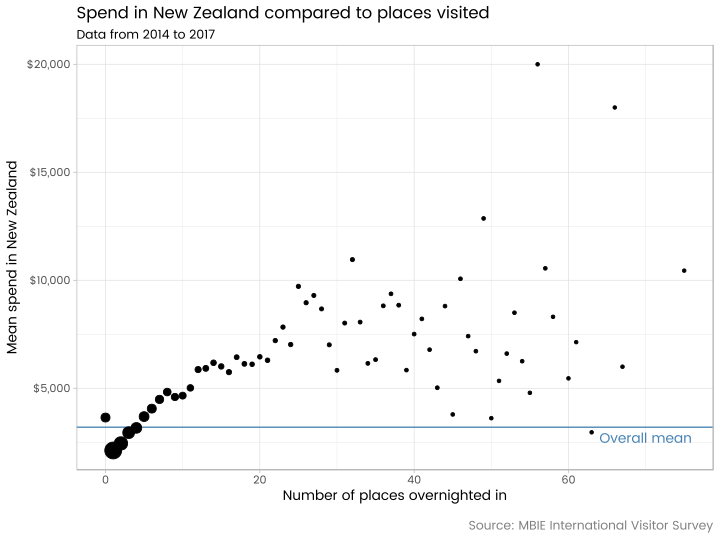 Spend in New Zealand compared to places visited
Data from 2014 to 2017
$20,000
$15,000
$10,000
$5,000
Mean spend in New Zealand
Overall mean
0 20 40 60
Number of places overnighted in
Source: MBIE International Visitor Survey